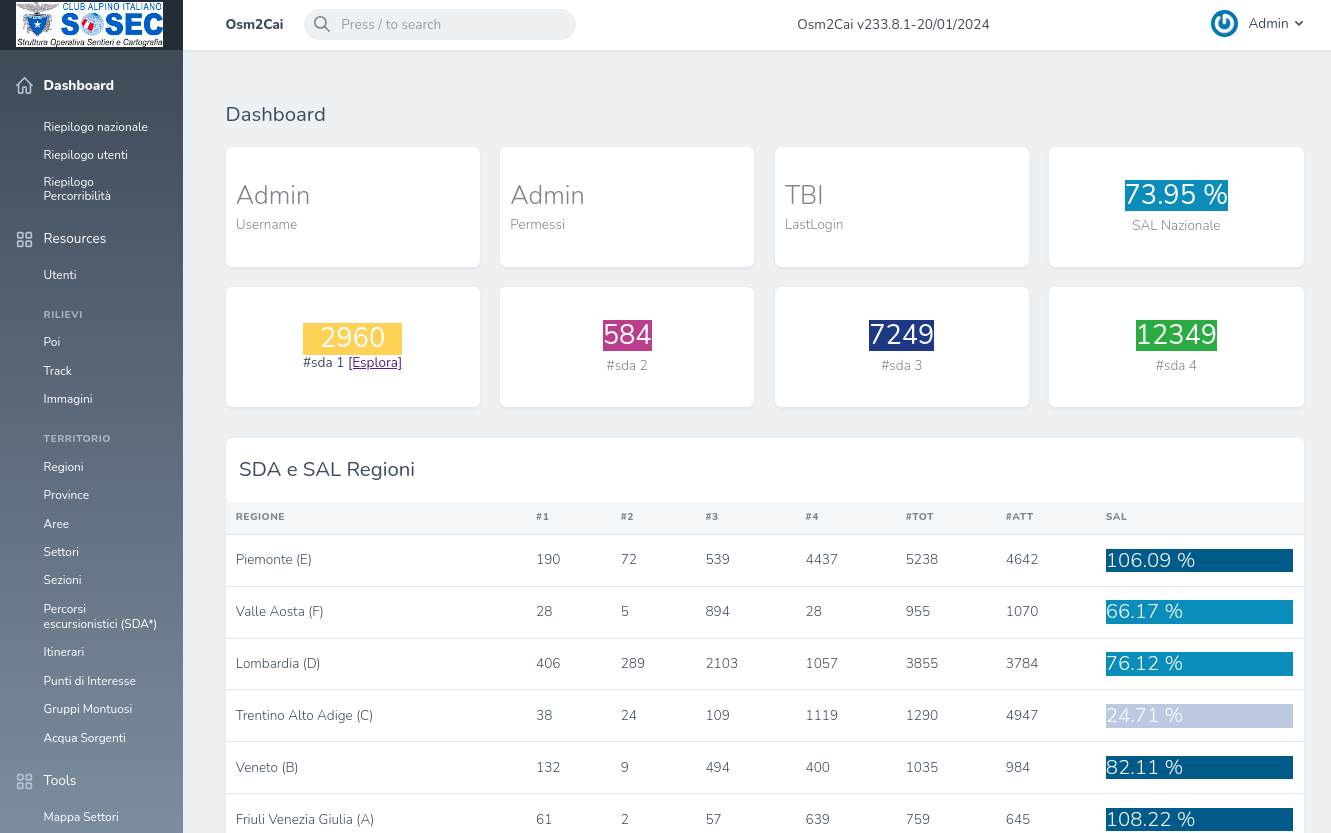 CLUB ALPINO ITALIANO
SOSEC
Struttura Operativa Sentieri e Cartografia
Osm2Cai
Press / to search
Osm2Cai v233.8.1-20/01/2024
Admin
Dashboard
Riepilogo nazionale
Riepilogo utenti
Riepilogo
Percorribilità
Resources
Utenti
RILIEVI
Poi
Track
Immagini
TERRITORIO
Regioni
Province
Aree
Settori
Sezioni
Percorsi
escursionistici (SDA*)
Itinerari
Punti di Interesse
Gruppi Montuosi
Acqua Sorgenti
Tools
Mappa Settori
Dashboard
Admin
Username
Admin
Permessi
TBI
LastLogin
73.95 %
SAL Nazionale
2960
#sda 1 [Esplora]
584
#sda 2
7249
#sda 3
12349
#sda 4
SDA e SAL Regioni
REGIONE #1 #2 #3 #4 #TOT #ATT SAL
Piemonte (E) 190 72 539 4437 5238 4642 106.09 %
Valle Aosta (F) 28 5 894 28 955 1070 66.17 %
Lombardia (D) 406 289 2103 1057 3855 3784 76.12 %
Trentino Alto Adige (C) 38 24 109 1119 1290 4947 24.71 %
Veneto (B) 132 9 494 400 1035 984 82.11 %
Friuli Venezia Giulia (A) 61 2 57 639 759 645 108.22 %